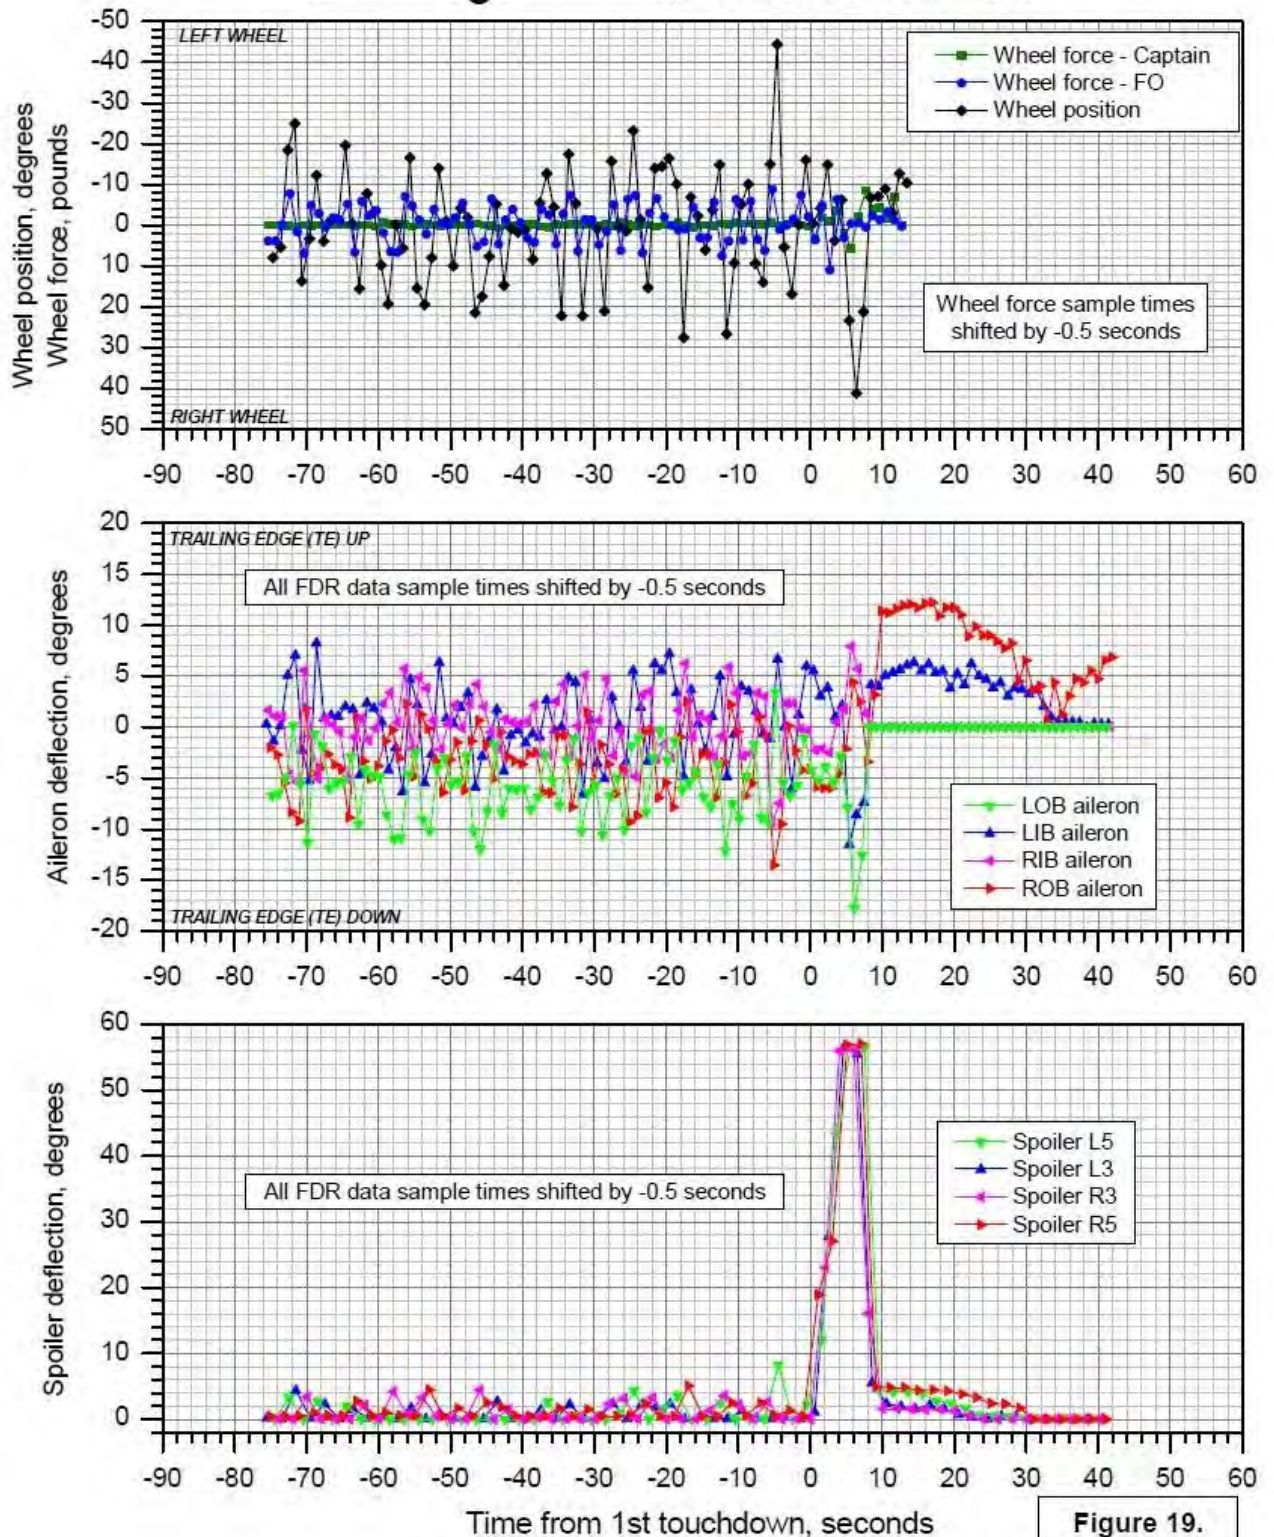 -50
-40
-30
-20
-10
0
10
20
30
40
50
Wheel position, degrees
Wheel force, pounds
LEFT WHEEL
RIGHT WHEEL
Wheel force - Captain
Wheel force - FO
Wheel position
Wheel force sample times
shifted by -0.5 seconds
-90 -80 -70 -60 -50 -40 -30 -20 -10 0 10 20 30 40 50 60
20
15
10
5
0
-5
-10
-15
-20
Aileron deflection, degrees
TRAILING EDGE (TE) UP
All FDR data sample times shifted by -0.5 seconds
LOB aileron
LIB aileron
RIB aileron
ROB aileron
TRAILING EDGE (TE) DOWN
-90 -80 -70 -60 -50 -40 -30 -20 -10 0 10 20 30 40 50 60
60
50
40
30
20
10
0
Spoiler deflection, degrees
All FDR data sample times shifted by -0.5 seconds
Spoiler L5
Spoiler L3
Spoiler R3
Spoiler R5
-90 -80 -70 -60 -50 -40 -30 -20 -10 0 10 20 30 40 50 60
Time from 1st touchdown, seconds
Figure 19.